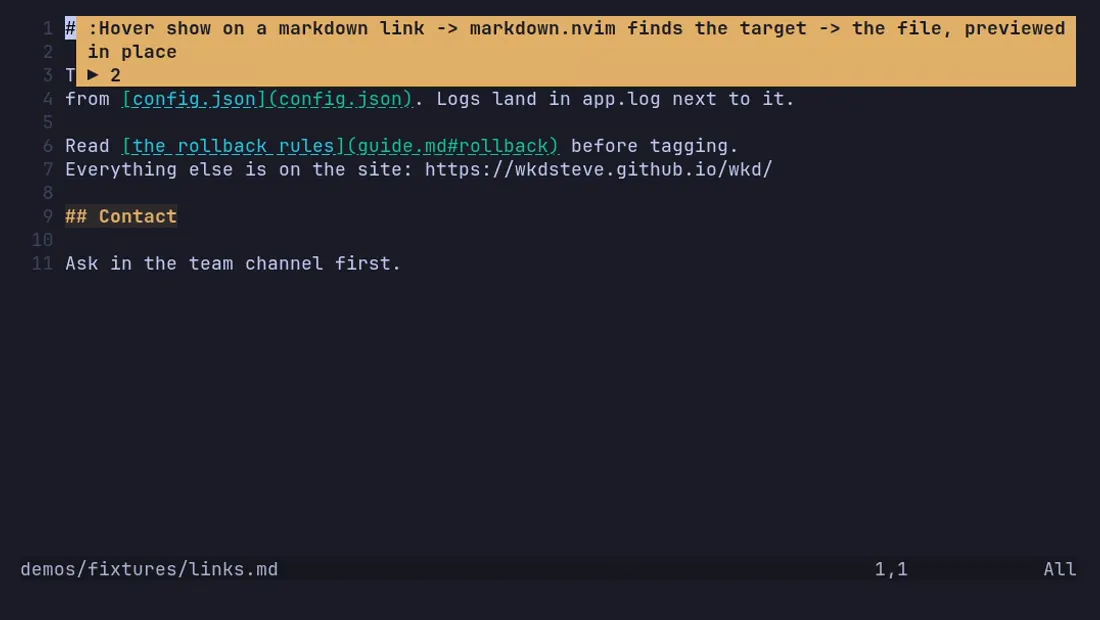 1 #
:Hover show on a markdown link -> markdown.nvim finds the target -> the file, previewed
2 in place
3 T ▶ 2
4 from [config.json](config.json). Logs land in app.log next to it.
5
6 Read [the rollback rules](guide.md#rollback) before tagging.
7 Everything else is on the site: https://wkdsteve.github.io/wkd/
8
9 ## Contact
10
11 Ask in the team channel first.
demos/fixtures/links.md 1,1 All